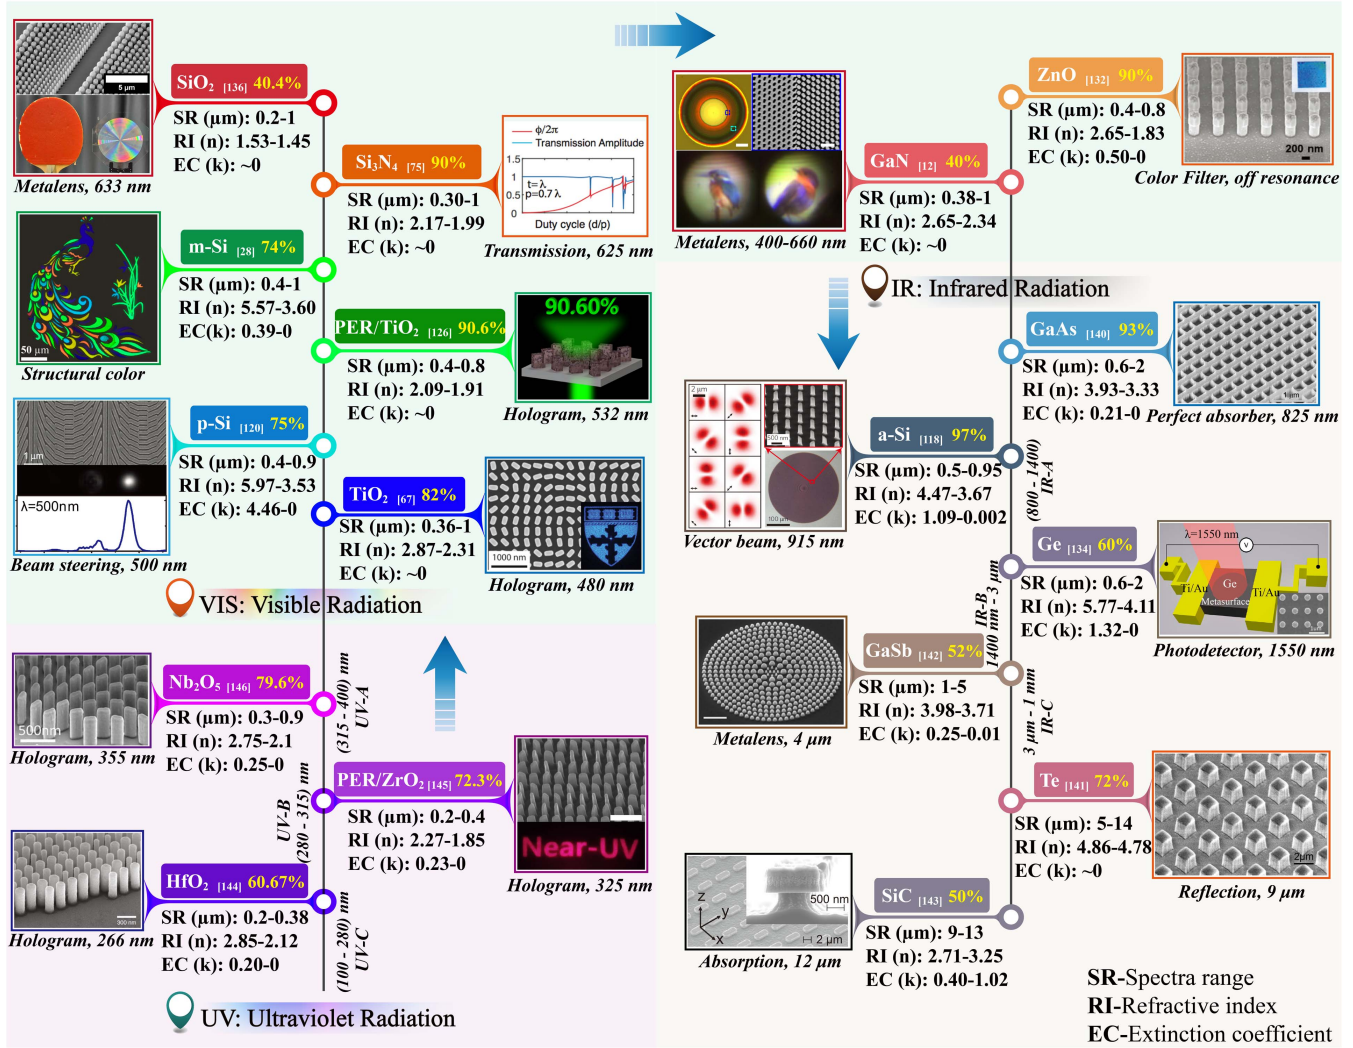 5 µm
SiO₂ [136] 40.4%
SR (µm): 0.2-1
RI (n): 1.53-1.45
EC (k): ~0
Metalens, 633 nm
Si₃N₄ [75] 90%
SR (µm): 0.30-1
RI (n): 2.17-1.99
EC (k): ~0
ϕ/2π
Transmission Amplitude
1.5
1
0.5
0
t=λ
p=0.7λ
Duty cycle (d/p)
Transmission, 625 nm
m-Si [28] 74%
SR (µm): 0.4-1
RI (n): 5.57-3.60
EC(k): 0.39-0
50 µm
Structural color
PER/TiO₂ [126] 90.6%
SR (µm): 0.4-0.8
RI (n): 2.09-1.91
EC (k): ~0
90.60%
Hologram, 532 nm
p-Si [120] 75%
SR (µm): 0.4-0.9
RI (n): 5.97-3.53
EC (k): 4.46-0
1 µm
λ=500nm
Beam steering, 500 nm
TiO₂ [67] 82%
SR (µm): 0.36-1
RI (n): 2.87-2.31
EC (k): ~0
1000 nm
Hologram, 480 nm
VIS: Visible Radiation
Nb₂O₅ [146] 79.6%
SR (µm): 0.3-0.9
RI (n): 2.75-2.1
EC (k): 0.25-0
500nm
Hologram, 355 nm
(315 - 400) nm
UV-A
PER/ZrO₂ [145] 72.3%
SR (µm): 0.2-0.4
RI (n): 2.27-1.85
EC (k): 0.23-0
Near-UV
Hologram, 325 nm
UV-B
(280 - 315) nm
HfO₂ [144] 60.67%
SR (µm): 0.2-0.38
RI (n): 2.85-2.12
EC (k): 0.20-0
300 nm
Hologram, 266 nm
(100 - 280) nm
UV-C
UV: Ultraviolet Radiation
ZnO [132] 90%
SR (µm): 0.4-0.8
RI (n): 2.65-1.83
EC (k): 0.50-0
200 nm
Color Filter, off resonance
GaN [12] 40%
SR (µm): 0.38-1
RI (n): 2.65-2.34
EC (k): ~0
Metalens, 400-660 nm
IR: Infrared Radiation
GaAs [140] 93%
SR (µm): 0.6-2
RI (n): 3.93-3.33
EC (k): 0.21-0
1 µm
Perfect absorber, 825 nm
a-Si [118] 97%
SR (µm): 0.5-0.95
RI (n): 4.47-3.67
EC (k): 1.09-0.002
2 µm
500 nm
100 µm
Vector beam, 915 nm
(800 - 1400)
IR-A
Ge [134] 60%
SR (µm): 0.6-2
RI (n): 5.77-4.11
EC (k): 1.32-0
λ=1550 nm
V
Ti/Au
Ge
Metasurface
Ti/Au
Photodetector, 1550 nm
IR-B
1400 nm - 3 µm
GaSb [142] 52%
SR (µm): 1-5
RI (n): 3.98-3.71
EC (k): 0.25-0.01
Metalens, 4 µm
3 µm - 1 mm
IR-C
Te [141] 72%
SR (µm): 5-14
RI (n): 4.86-4.78
EC (k): ~0
2µm
Reflection, 9 µm
SiC [143] 50%
SR (µm): 9-13
RI (n): 2.71-3.25
EC (k): 0.40-1.02
z
y
x
500 nm
2 µm
Absorption, 12 µm
SR-Spectra range
RI-Refractive index
EC-Extinction coefficient